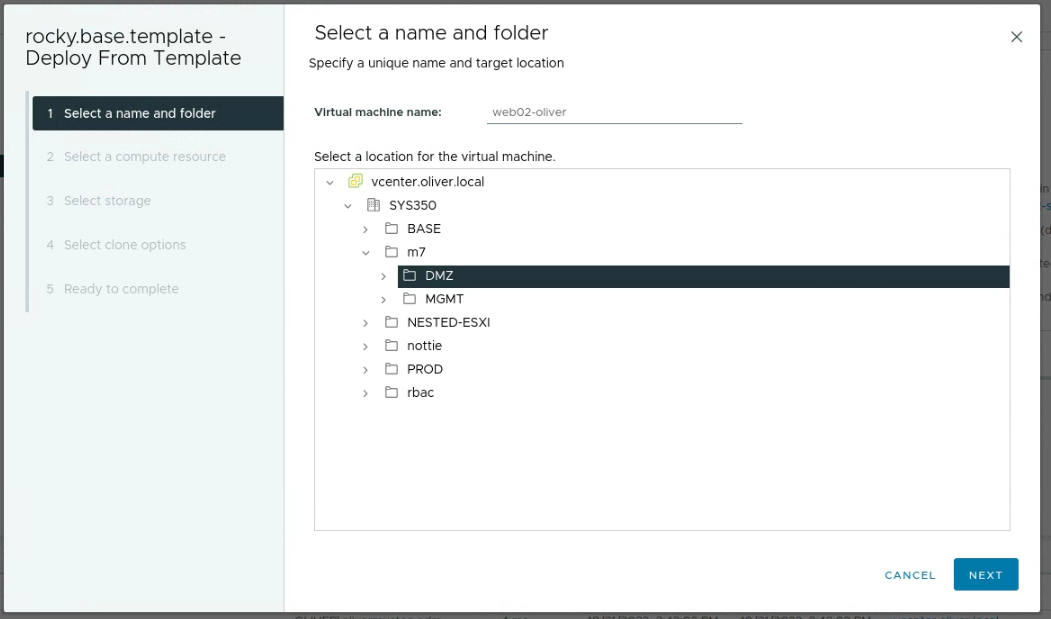 rocky.base.template -
Deploy From Template
1 Select a name and folder
2 Select a compute resource
3 Select storage
4 Select clone options
5 Ready to complete
Select a name and folder
Specify a unique name and target location
Virtual machine name: web02-oliver
Select a location for the virtual machine.
vcenter.oliver.local
SYS350
BASE
m7
DMZ
MGMT
NESTED-ESXI
nottie
PROD
rbac
CANCEL NEXT